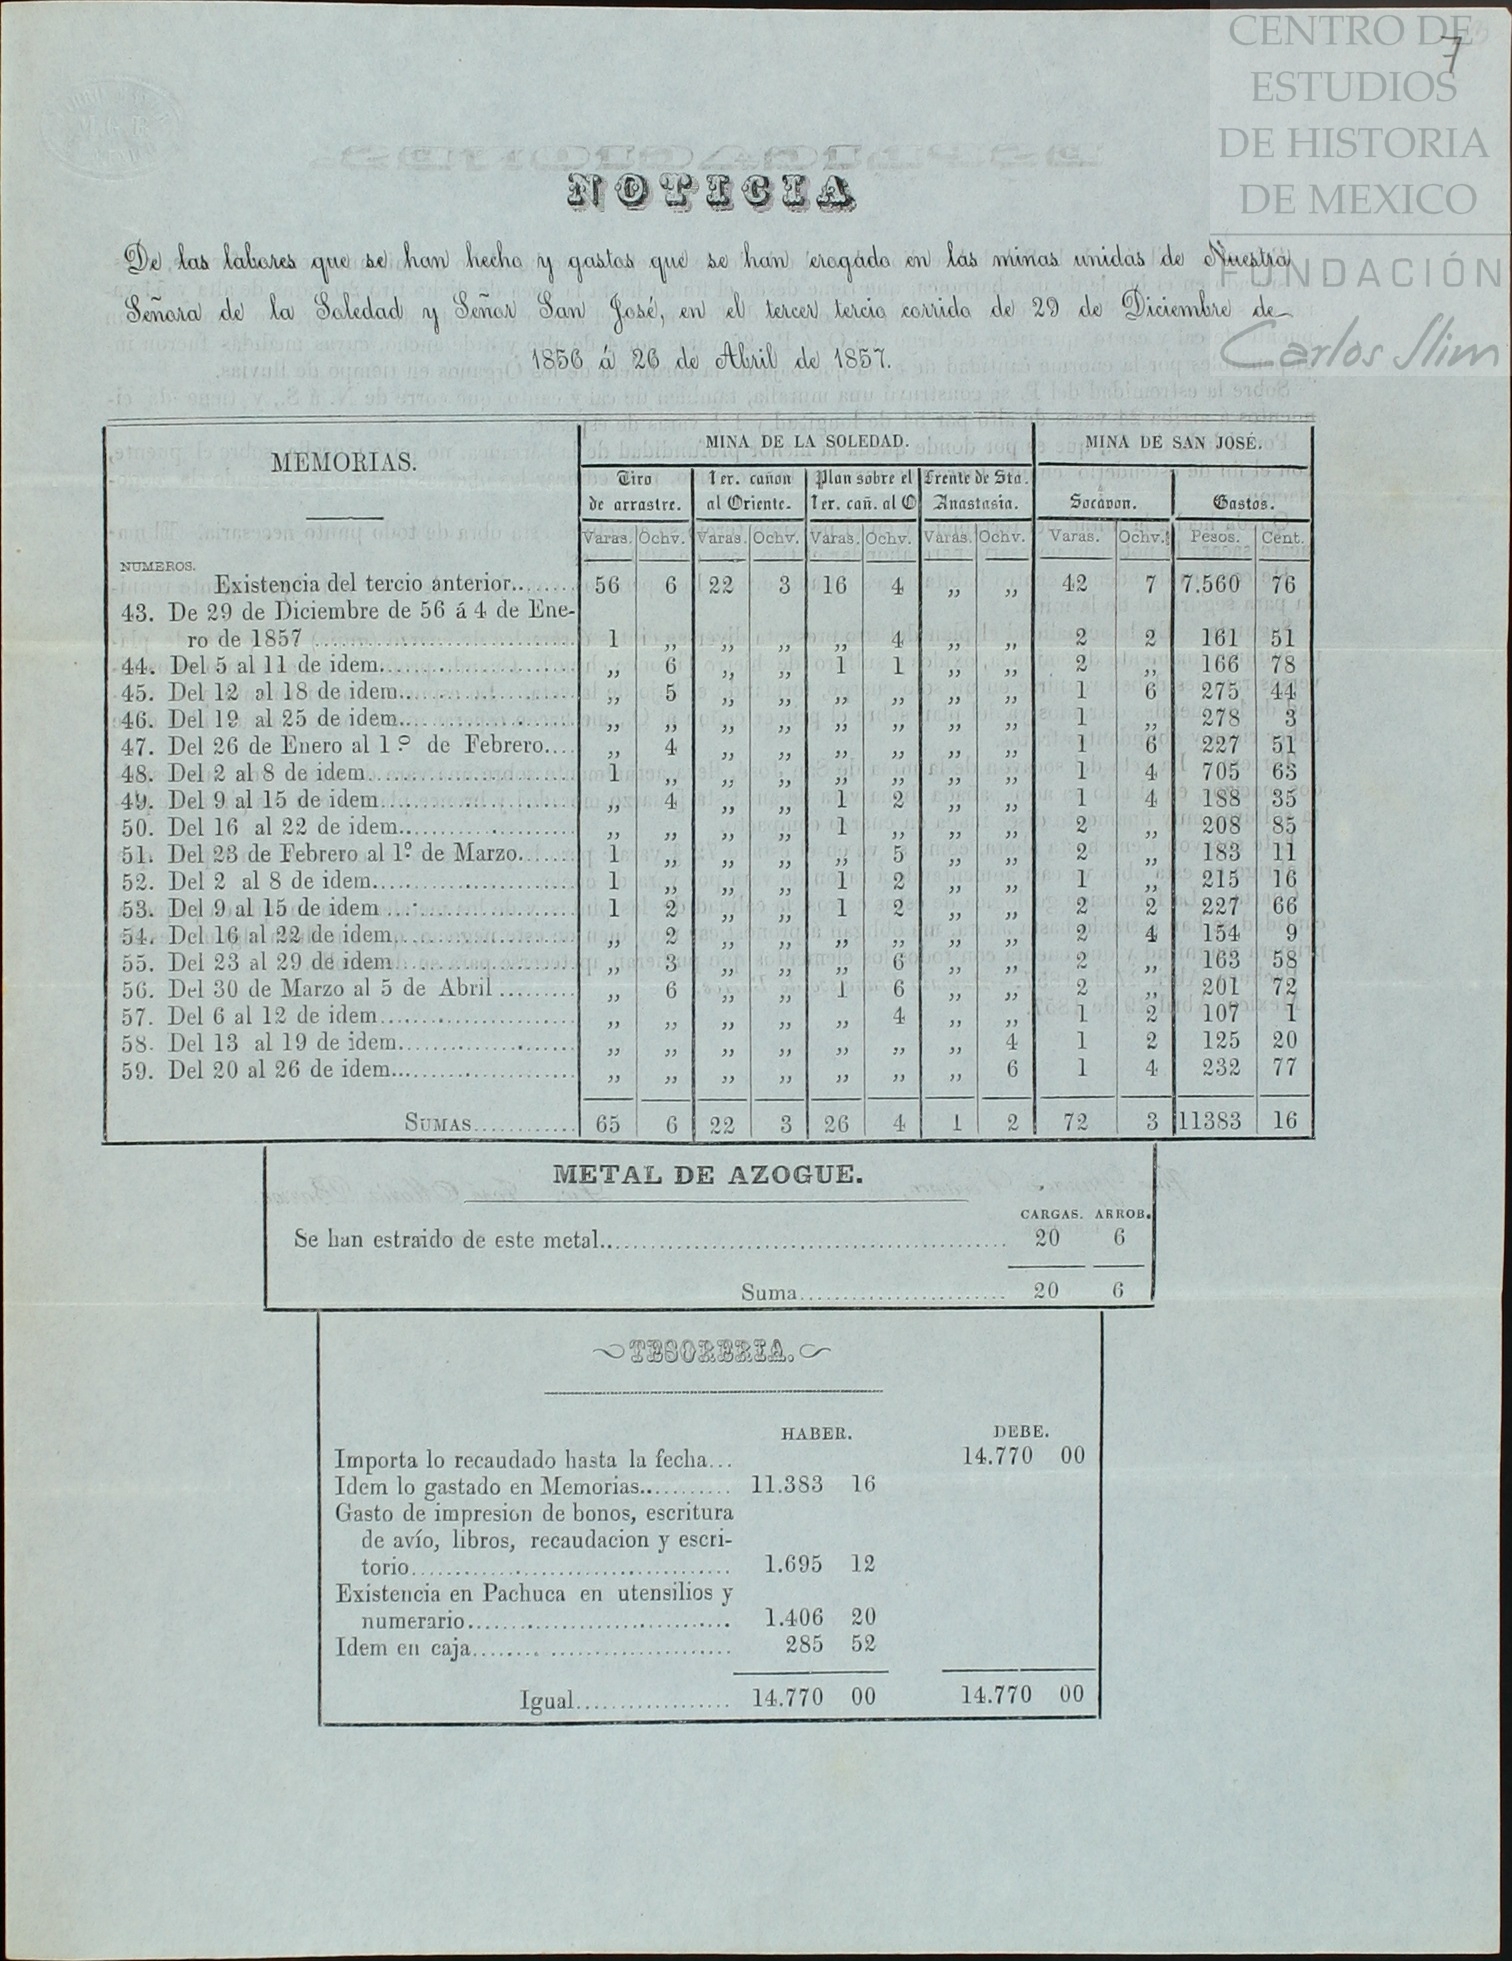 CENTRO DE
ESTUDIOS
DE HISTORIA
DE MEXICO
FUNDACIÓN
Carlos Slim
7
NOTICIA
De las labores que se han hecho y gastos que se han erogado en las minas unidas de Nuestra
Señora de la Soledad y Señor San José, en el tercer tercio corrido de 29 de Diciembre de
1856 á 26 de Abril de 1857.
MEMORIAS. MINA DE LA SOLEDAD. MINA DE SAN JOSÉ.
Tiro 1er. cañon Plan sobre el Frente de Sta.
de arrastre. al Oriente. 1er. cañ. al O Anastasia. Socavon. Gastos.
Varas. Ochv. Varas. Ochv. Varas. Ochv. Varas. Ochv. Varas. Ochv. Pesos. Cent.
NUMEROS.
Existencia del tercio anterior........ 56 6 22 3 16 4 ,, ,, 42 7 7.560 76
43. De 29 de Diciembre de 56 á 4 de Ene-
ro de 1857 ........................... 1 ,, ,, ,, ,, 4 ,, ,, 2 2 161 51
44. Del 5 al 11 de idem.................... ,, 6 ,, ,, 1 1 ,, ,, 2 ,, 166 78
45. Del 12 al 18 de idem.................. ,, 5 ,, ,, ,, ,, ,, ,, 1 6 275 44
46. Del 19 al 25 de idem.................. ,, ,, ,, ,, ,, ,, ,, ,, 1 ,, 278 3
47. Del 26 de Enero al 1º de Febrero.... ,, 4 ,, ,, ,, ,, ,, ,, 1 6 227 51
48. Del 2 al 8 de idem..................... 1 ,, ,, ,, ,, ,, ,, ,, 1 4 705 63
49. Del 9 al 15 de idem.................... ,, 4 ,, ,, 1 2 ,, ,, 1 4 188 35
50. Del 16 al 22 de idem.................. ,, ,, ,, ,, 1 ,, ,, ,, 2 ,, 208 85
51. Del 23 de Febrero al 1º de Marzo....... 1 ,, ,, ,, ,, 5 ,, ,, 2 ,, 183 11
52. Del 2 al 8 de idem..................... 1 ,, ,, ,, 1 2 ,, ,, 1 ,, 215 16
53. Del 9 al 15 de idem .................... 1 2 ,, ,, 1 2 ,, ,, 2 2 227 66
54. Del 16 al 22 de idem................... ,, 2 ,, ,, ,, ,, ,, ,, 2 4 154 9
55. Del 23 al 29 de idem ................... ,, 3 ,, ,, ,, 6 ,, ,, 2 ,, 163 58
56. Del 30 de Marzo al 5 de Abril ......... ,, 6 ,, ,, 1 6 ,, ,, 2 ,, 201 72
57. Del 6 al 12 de idem.................... ,, ,, ,, ,, ,, 4 ,, ,, 1 2 107 1
58. Del 13 al 19 de idem.................. ,, ,, ,, ,, ,, ,, ,, 4 1 2 125 20
59. Del 20 al 26 de idem................... ,, ,, ,, ,, ,, ,, ,, 6 1 4 232 77
SUMAS............ 65 6 22 3 26 4 1 2 72 3 11383 16
METAL DE AZOGUE.
CARGAS. ARROB.
Se han estraido de este metal................................................ 20 6
Suma........................ 20 6
TESORERIA.
HABER. DEBE.
Importa lo recaudado hasta la fecha... 14.770 00
Idem lo gastado en Memorias........... 11.383 16
Gasto de impresion de bonos, escritura
de avío, libros, recaudacion y escri-
torio.................................... 1.695 12
Existencia en Pachuca en utensilios y
numerario.............................. 1.406 20
Idem en caja............................ 285 52
Igual.................. 14.770 00 14.770 00